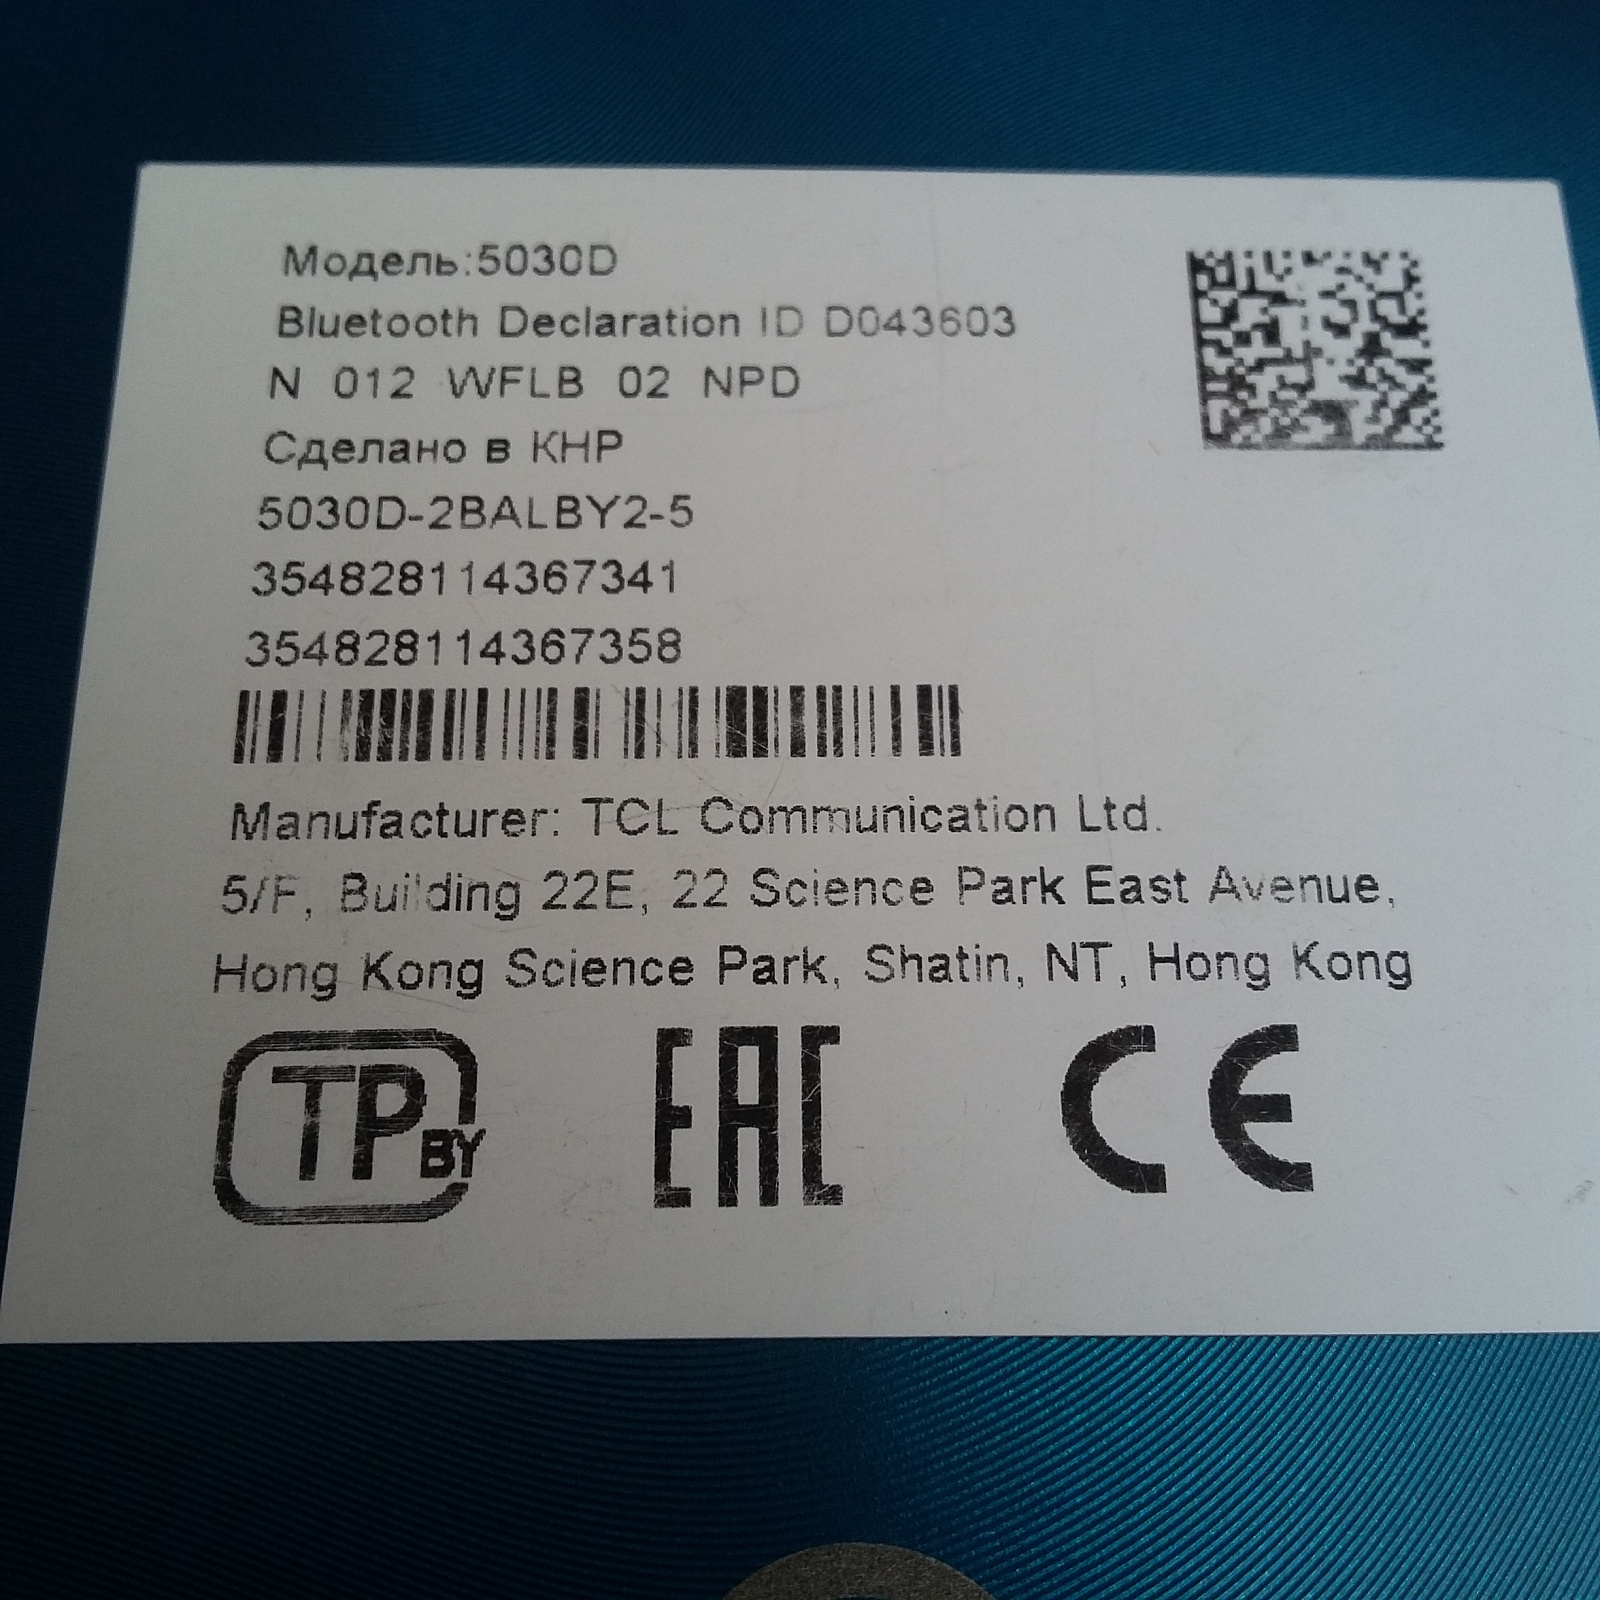 Модель:5030D
Bluetooth Declaration ID D043603
N 012 WFLB 02 NPD
Сделано в КНР
5030D-2BALBY2-5
354828114367341
354828114367358
Manufacturer: TCL Communication Ltd.
5/F, Building 22E, 22 Science Park East Avenue,
Hong Kong Science Park, Shatin, NT, Hong Kong
TP BY EAC CE